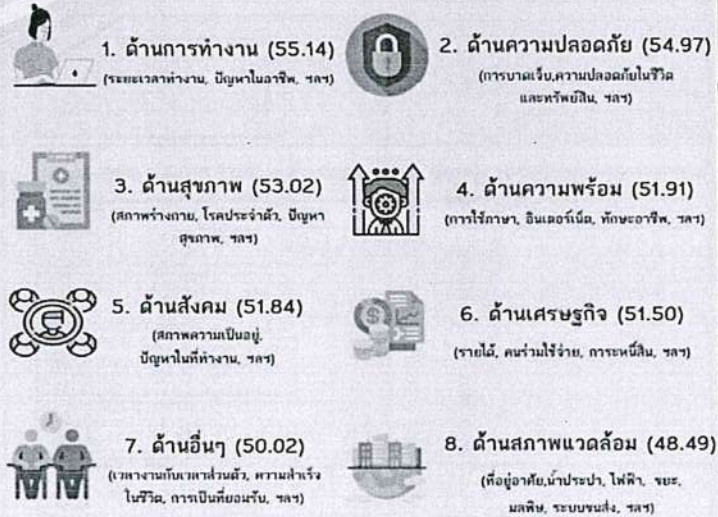 1. ด้านการทำงาน (55.14)
(ระยะเวลาทำงาน, ปัญหาในอาชีพ, ฯลฯ)
2. ด้านความปลอดภัย (54.97)
(การบาดเจ็บ,ความปลอดภัยในชีวิต
และทรัพย์สิน, ฯลฯ)
3. ด้านสุขภาพ (53.02)
(สภาพร่างกาย, โรคประจำตัว, ปัญหา
สุขภาพ, ฯลฯ)
4. ด้านความพร้อม (51.91)
(การใช้ภาษา, อินเตอร์เน็ต, ทักษะอาชีพ, ฯลฯ)
5. ด้านสังคม (51.84)
(สภาพความเป็นอยู่,
ปัญหาในที่ทำงาน, ฯลฯ)
6. ด้านเศรษฐกิจ (51.50)
(รายได้, คนร่วมใช้จ่าย, ภาระหนี้สิน, ฯลฯ)
7. ด้านอื่นๆ (50.02)
(เวลางานกับเวลาส่วนตัว, ความสำเร็จ
ในชีวิต, การเป็นที่ยอมรับ, ฯลฯ)
8. ด้านสภาพแวดล้อม (48.49)
(ที่อยู่อาศัย,น้ำประปา, ไฟฟ้า, ขยะ,
มลพิษ, ระบบขนส่ง, ฯลฯ)